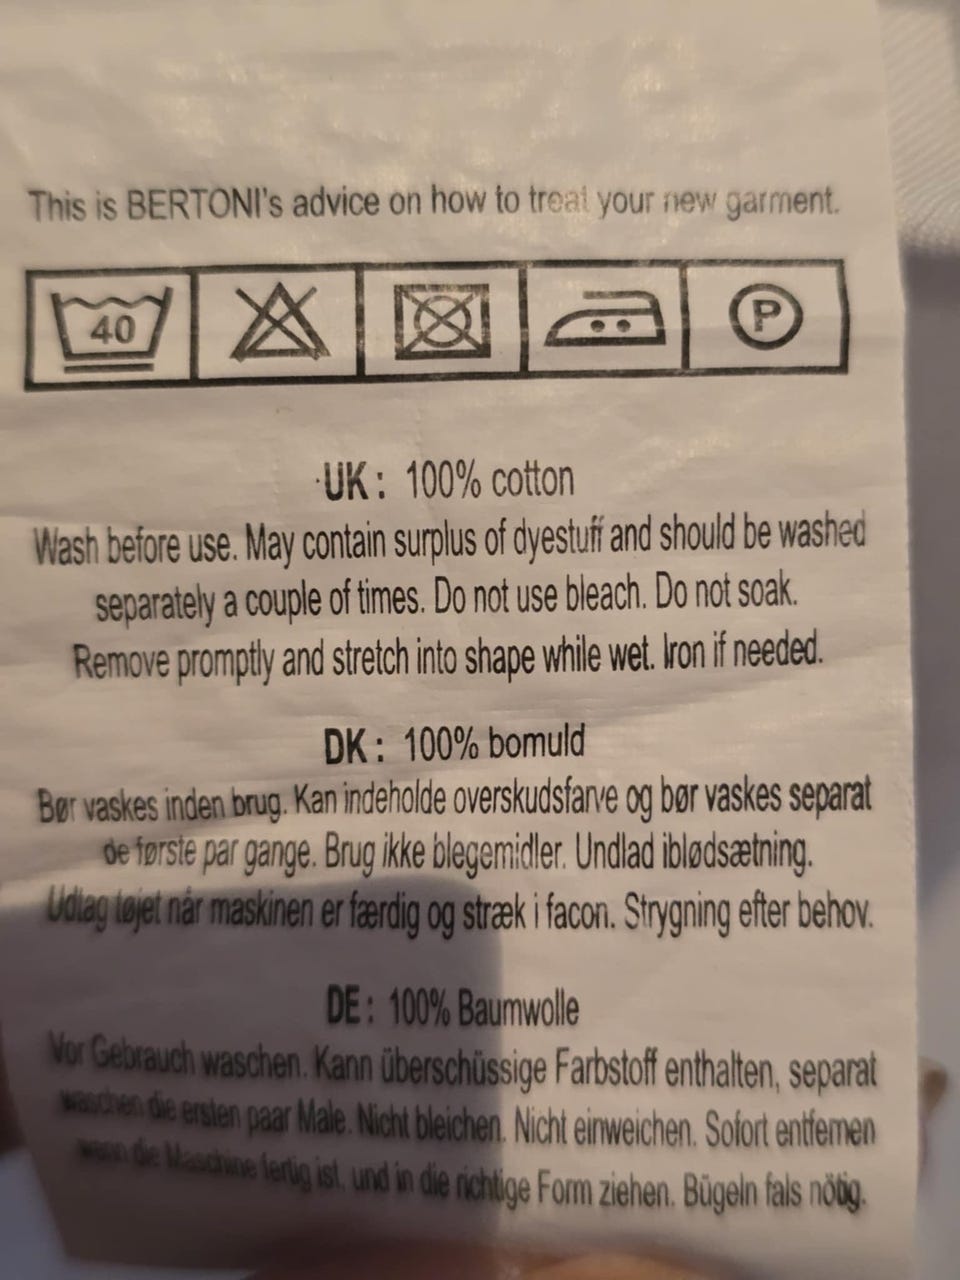 This is BERTONI's advice on how to treat your new garment.
40 P
UK: 100% cotton
Wash before use. May contain surplus of dyestuff and should be washed
separately a couple of times. Do not use bleach. Do not soak.
Remove promptly and stretch into shape while wet. Iron if needed.
DK: 100% bomuld
Bør vaskes inden brug. Kan indeholde overskudsfarve og bør vaskes separat
de første par gange. Brug ikke blegemidler. Undlad iblødsætning.
Udtag tøjet når maskinen er færdig og stræk i facon. Strygning efter behov.
DE: 100% Baumwolle
Vor Gebrauch waschen. Kann überschüssige Farbstoff enthalten, separat
waschen die ersten paar Male. Nicht bleichen. Nicht einweichen. Sofort entfernen
wenn die Maschine fertig ist, und in die richtige Form ziehen. Bügeln fals nötig.